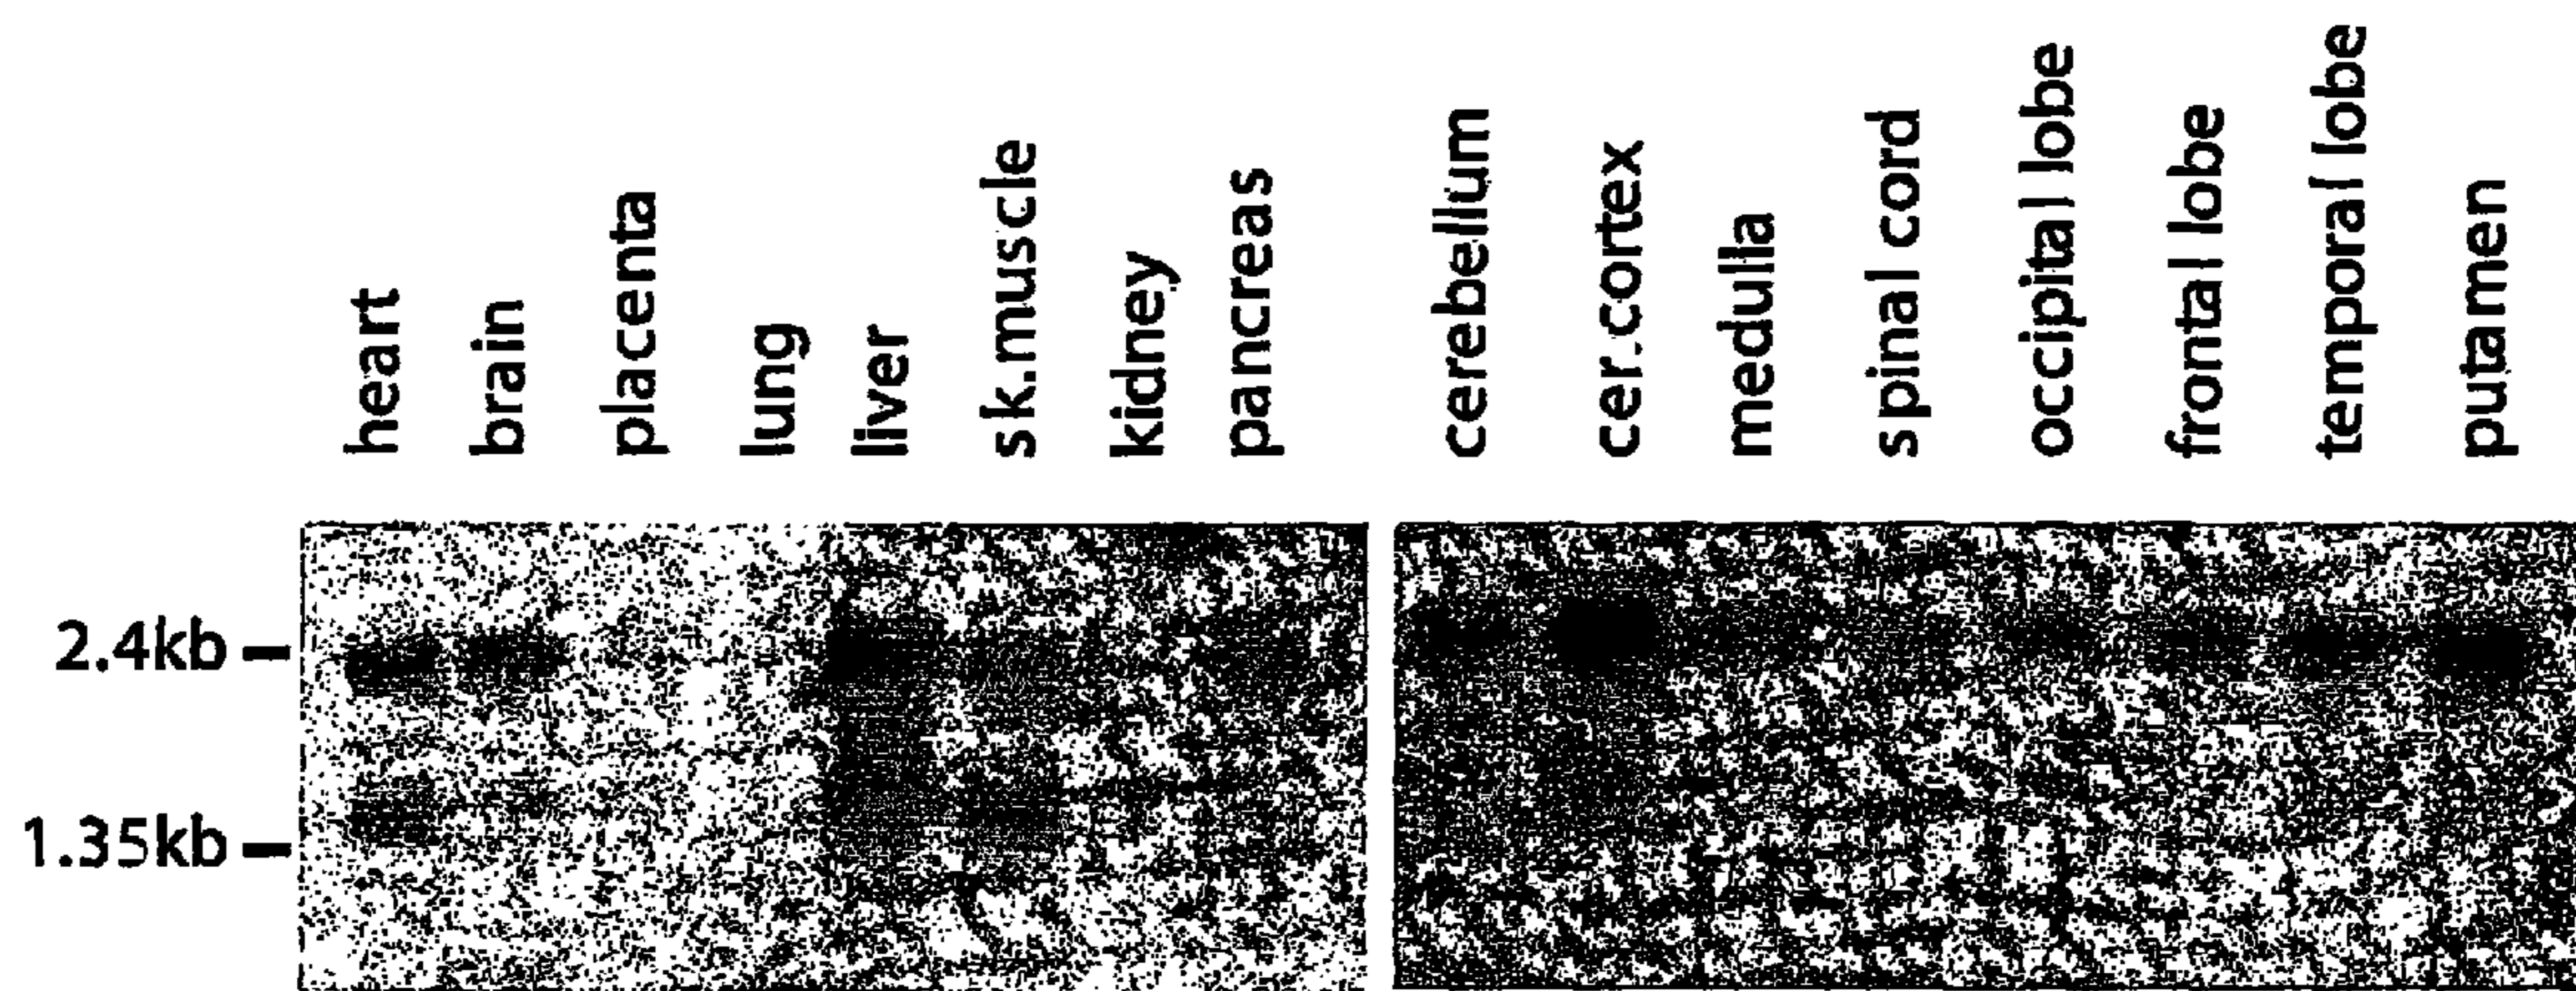 heart
brain
placenta
lung
liver
sk.muscle
kidney
pancreas
cerebellum
cer.cortex
medulla
spinal cord
occipital lobe
frontal lobe
temporal lobe
putamen
2.4kb
1.35kb